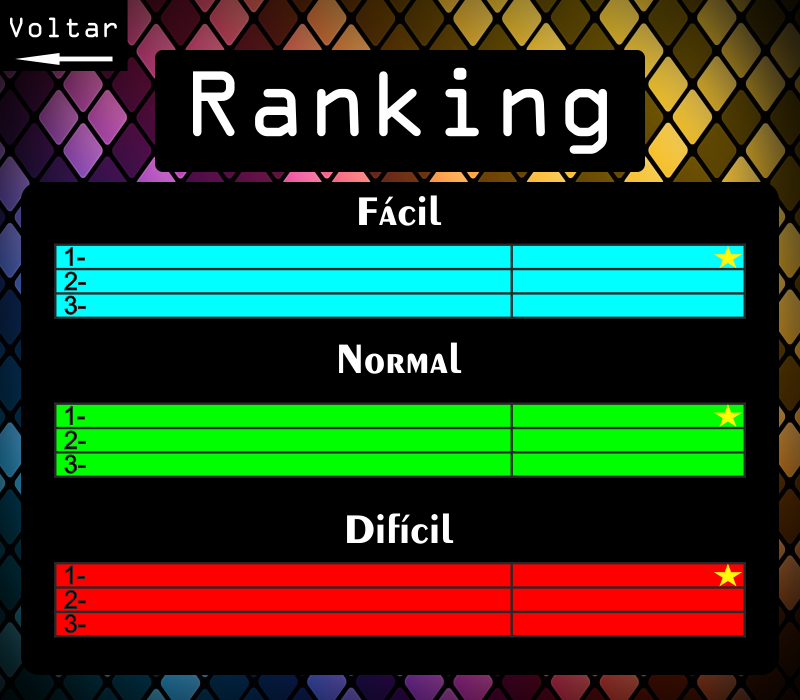 Voltar
Ranking
Fácil
1-
2-
3-
Normal
1-
2-
3-
Difícil
1-
2-
3-